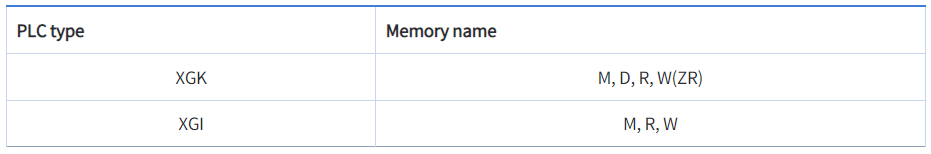 PLC type Memory name
XGK M, D, R, W(ZR)
XGI M, R, W